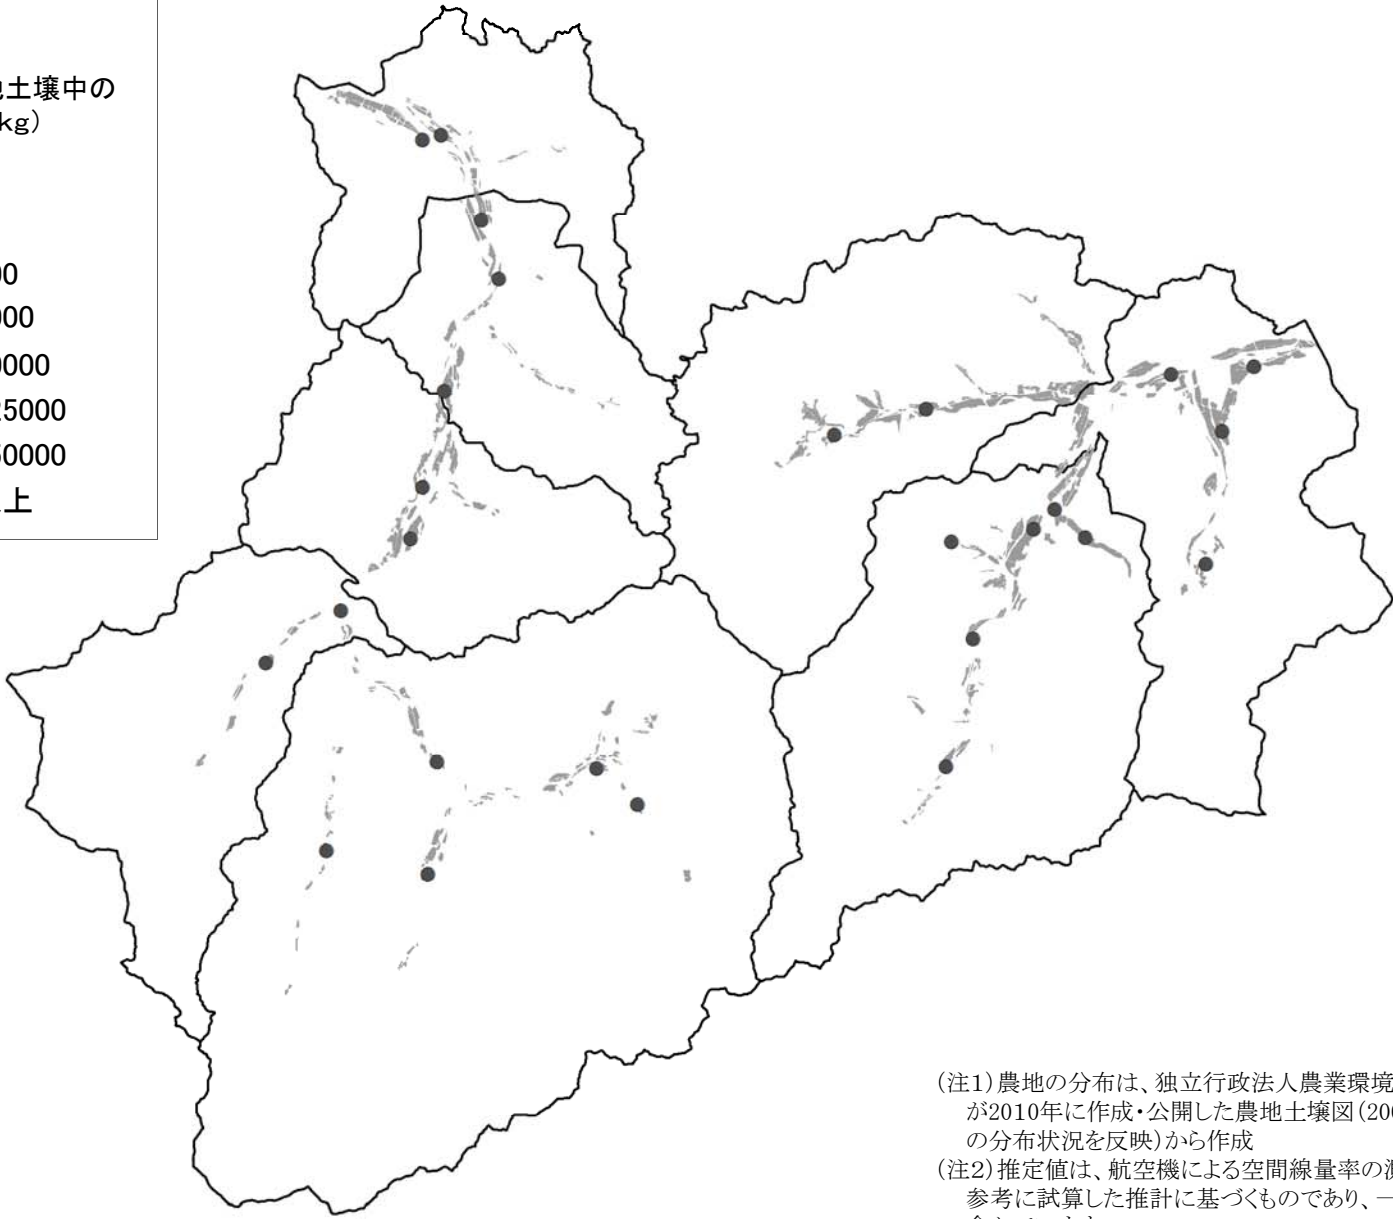 土壌中の
kg)
00
000
0000
25000
50000
上
(注1)農地の分布は、独立行政法人農業環境
が2010年に作成・公開した農地土壌図(200
の分布状況を反映)から作成
(注2)推定値は、航空機による空間線量率の
参考に試算した推計に基づくものであり、一